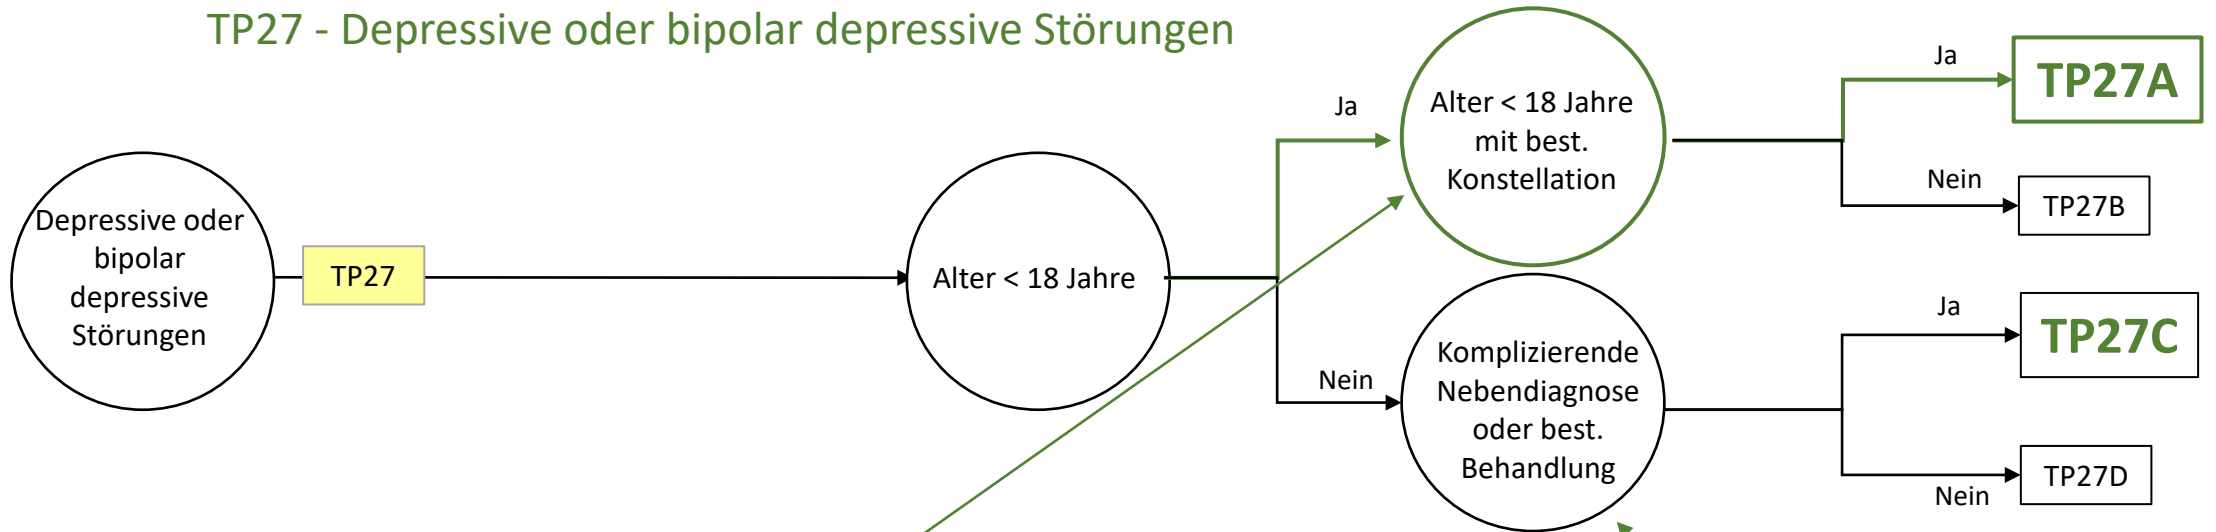 TP27 - Depressive oder bipolar depressive Störungen
Depressive oder
bipolar
depressive
Störungen
TP27
Alter < 18 Jahre
Ja
Nein
Alter < 18 Jahre
mit best.
Konstellation
Ja
TP27A
Nein
TP27B
Komplizierende
Nebendiagnose
oder best.
Behandlung
Ja
TP27C
Nein
TP27D